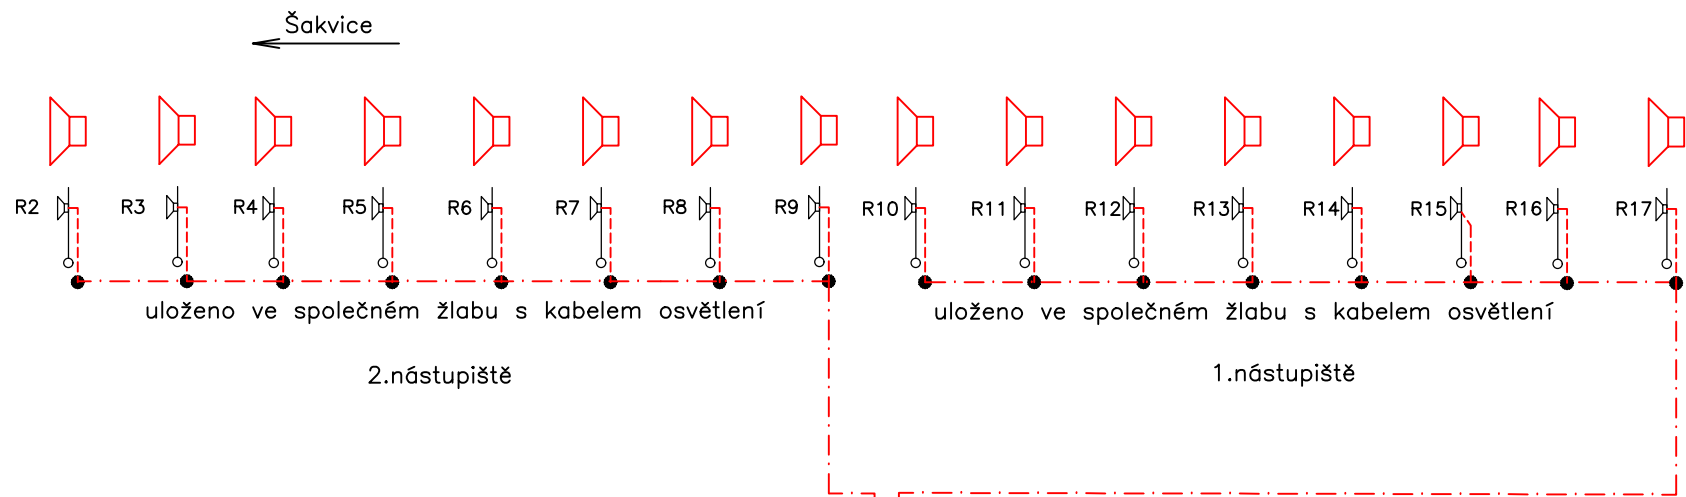 Šakvice
R2 R3 R4 R5 R6 R7 R8 R9 R10 R11 R12 R13 R14 R15 R16 R17
uloženo ve společném žlabu s kabelem osvětlení uloženo ve společném žlabu s kabelem osvětlení
2.nástupiště 1.nástupiště